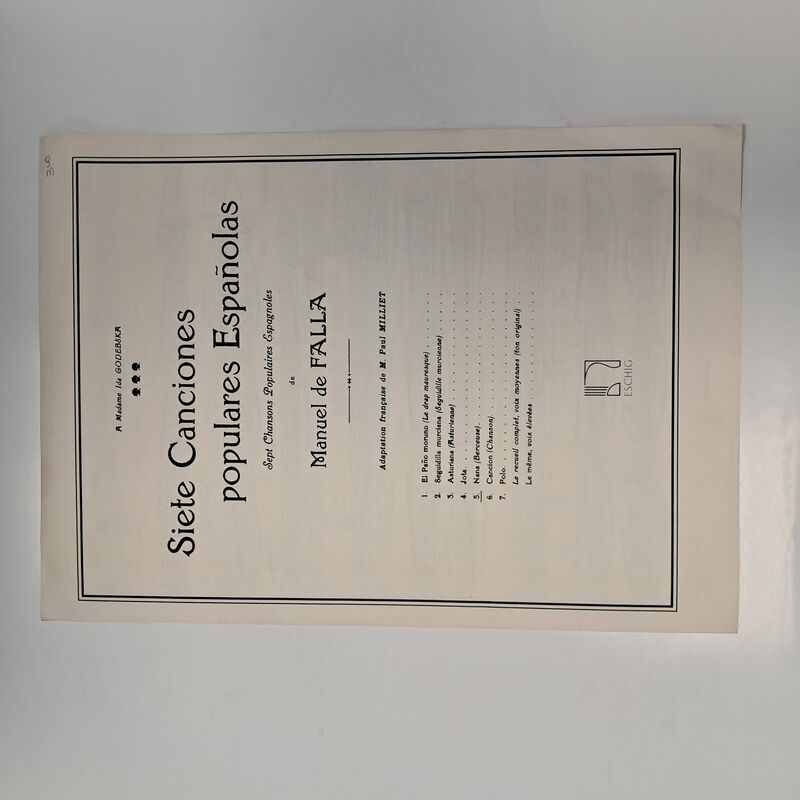 A Madame Ida GODEBSKA
Siete Canciones
populares Españolas
Sept Chansons Populaires Espagnoles
de
Manuel de FALLA
Adaptation française de M. Paul MILLIET
1. El Paño moruno (Le drap mauresque)
2. Seguidilla murciana (Seguidille murcienne)
3. Asturiana (Asturienne)
4. Jota
5. Nana (Berceuse)
6. Cancion (Chanson)
7. Polo
Le recueil complet, voix moyennes (ton original)
Le même, voix élevées
ESCHIG